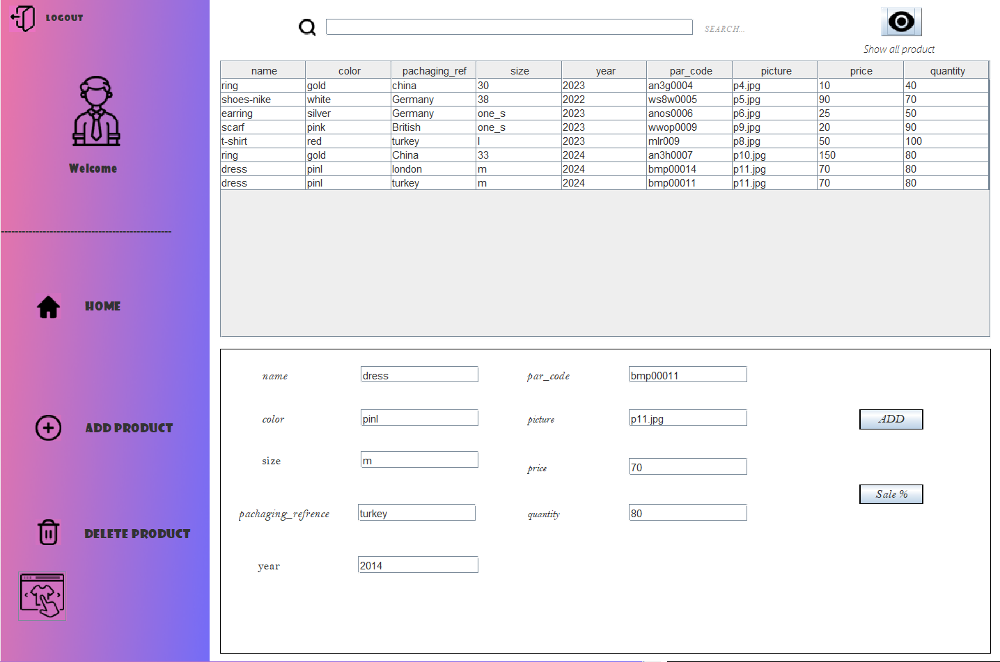 LOGOUT
Welcome
--------------------------------------------------
HOME
ADD PRODUCT
DELETE PRODUCT
SEARCH...
Show all product
name color pachaging_ref size year par_code picture price quantity
ring gold china 30 2023 an3g0004 p4.jpg 10 40
shoes-nike white Germany 38 2022 ws8w0005 p5.jpg 90 70
earring silver Germany one_s 2023 anos0006 p6.jpg 25 50
scarf pink British one_s 2023 wwop0009 p9.jpg 20 90
t-shirt red turkey l 2023 mlr009 p8.jpg 50 100
ring gold China 33 2024 an3h0007 p10.jpg 150 80
dress pinl london m 2024 bmp00014 p11.jpg 70 80
dress pinl turkey m 2024 bmp00011 p11.jpg 70 80
name dress par_code bmp00011
color pinl picture p11.jpg ADD
size m price 70
Sale %
pachaging_refrence turkey quantity 80
year 2014